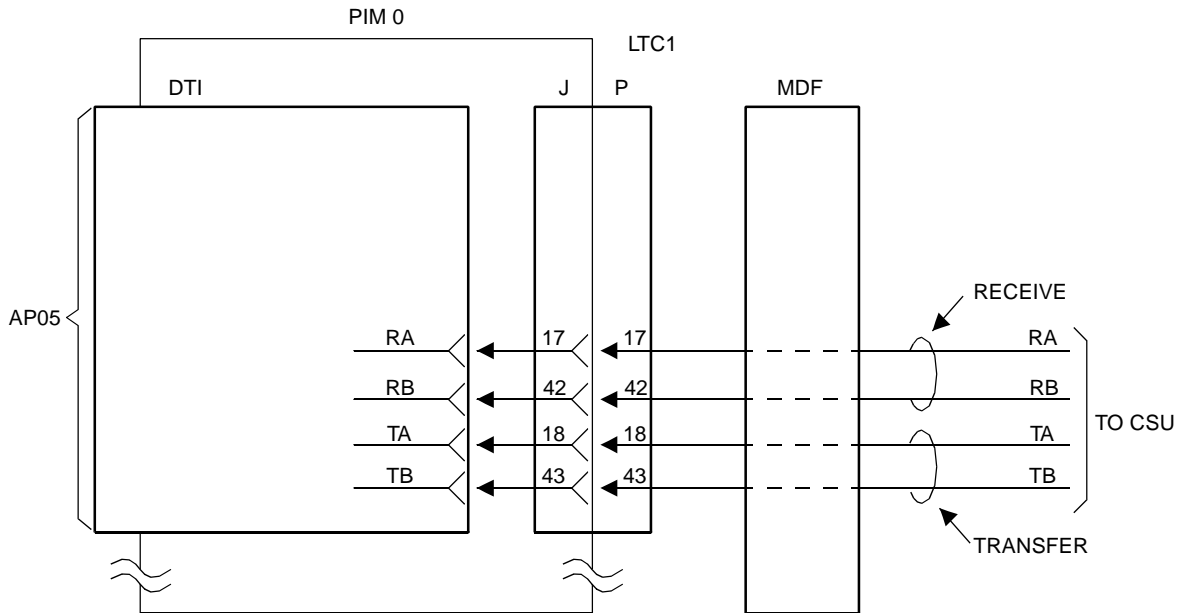 PIM 0
LTC1
DTI J P MDF
RECEIVE
AP05
RA 17 17 RA
RB 42 42 RB
TO CSU
TA 18 18 TA
TB 43 43 TB
TRANSFER